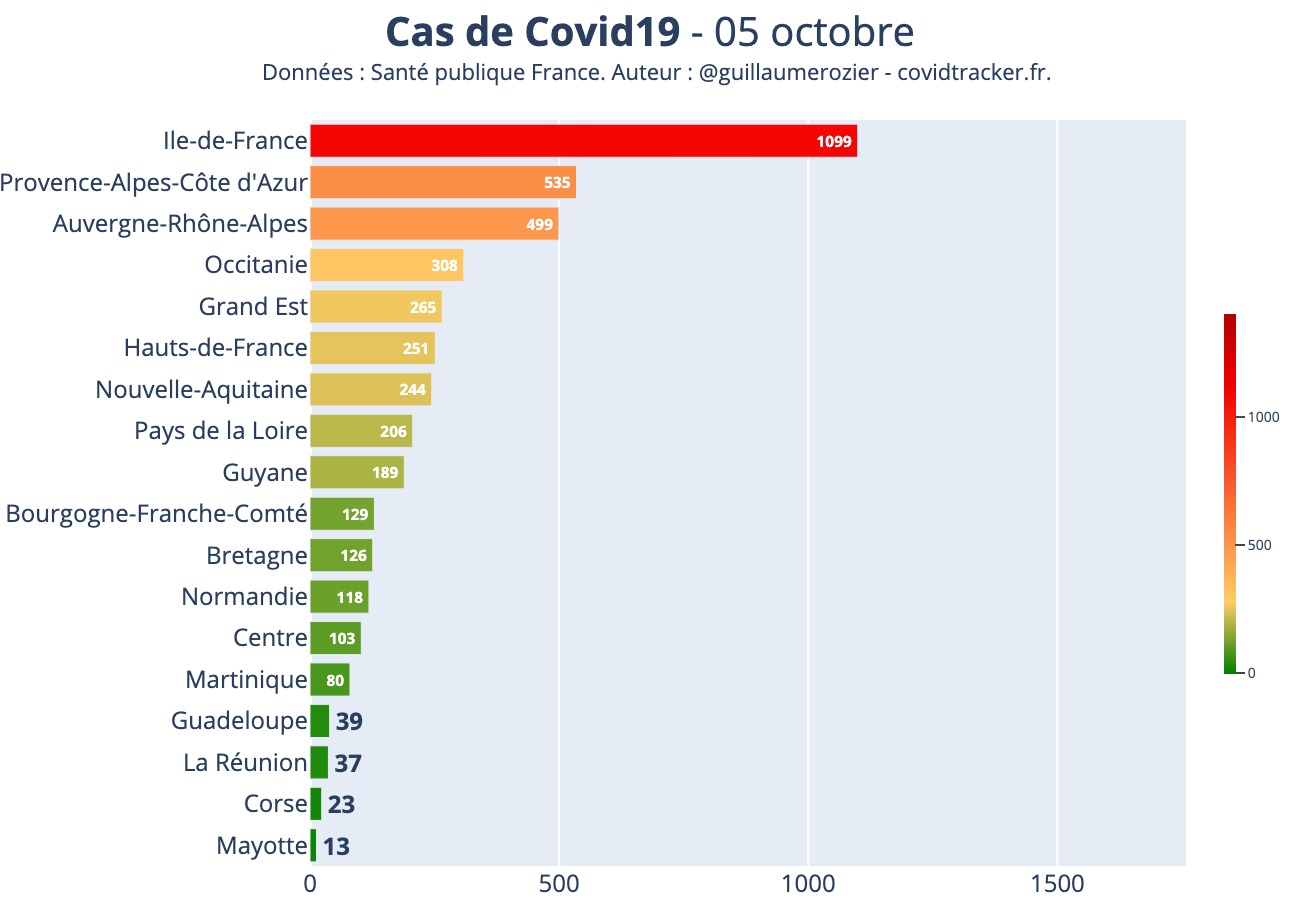 Cas de Covid19 - 05 octobre
Données : Santé publique France. Auteur : @guillaumerozier - covidtracker.fr.
Ile-de-France 1099
Provence-Alpes-Côte d'Azur 535
Auvergne-Rhône-Alpes 499
Occitanie 308
Grand Est 265
Hauts-de-France 251
Nouvelle-Aquitaine 244
Pays de la Loire 206
Guyane 189
Bourgogne-Franche-Comté 129
Bretagne 126
Normandie 118
Centre 103
Martinique 80
Guadeloupe 39
La Réunion 37
Corse 23
Mayotte 13
0 500 1000 1500
1000
500
0